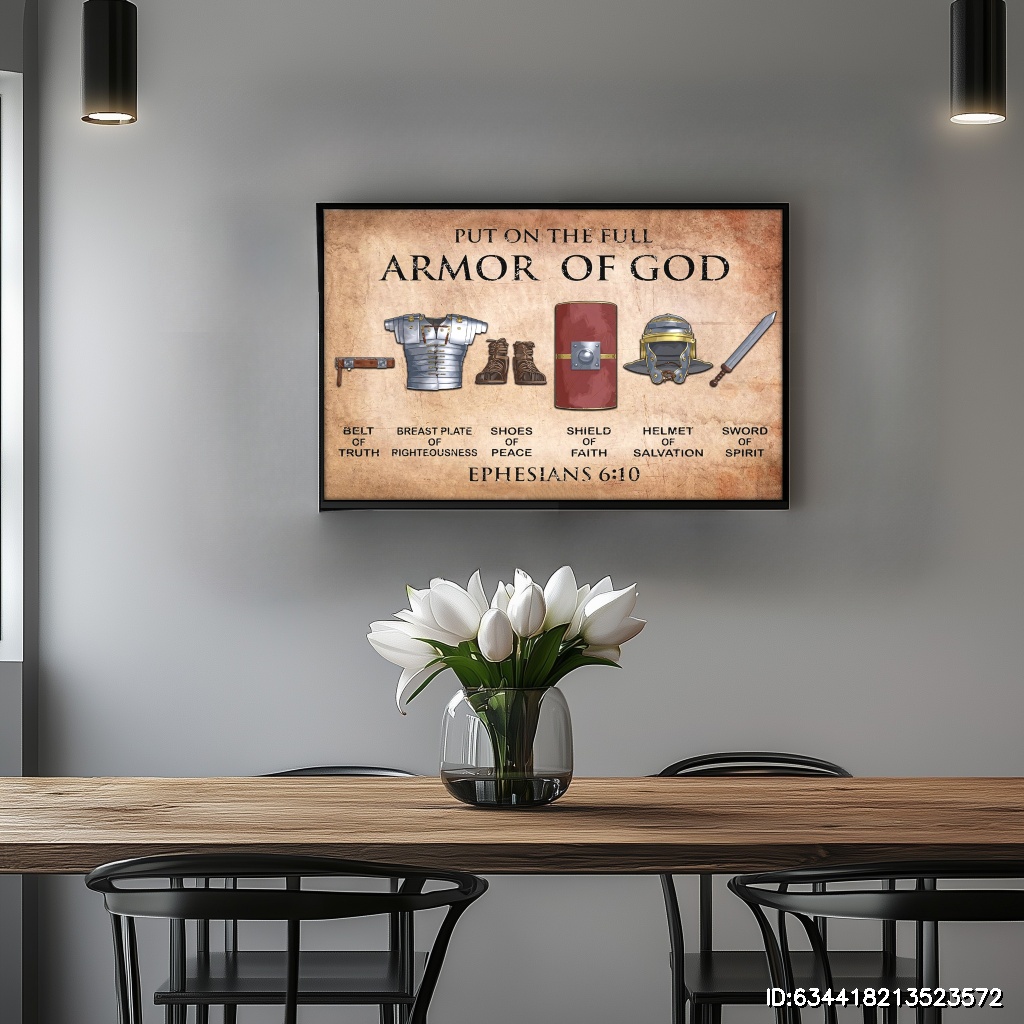 PUT ON THE FULL
ARMOR OF GOD
BELT OF TRUTH
BREAST PLATE OF RIGHTEOUSNESS
SHOES OF PEACE
SHIELD OF FAITH
HELMET OF SALVATION
SWORD OF SPIRIT
EPHESIANS 6:10
ID:634418213523572